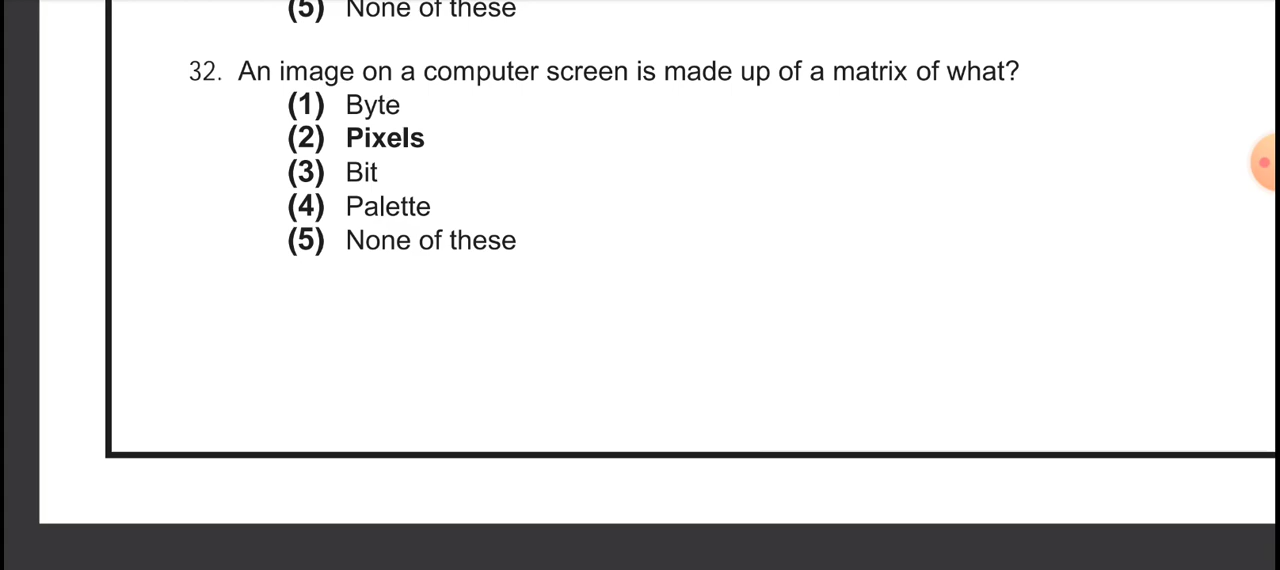 (5) None of these
32. An image on a computer screen is made up of a matrix of what?
(1) Byte
(2) Pixels
(3) Bit
(4) Palette
(5) None of these